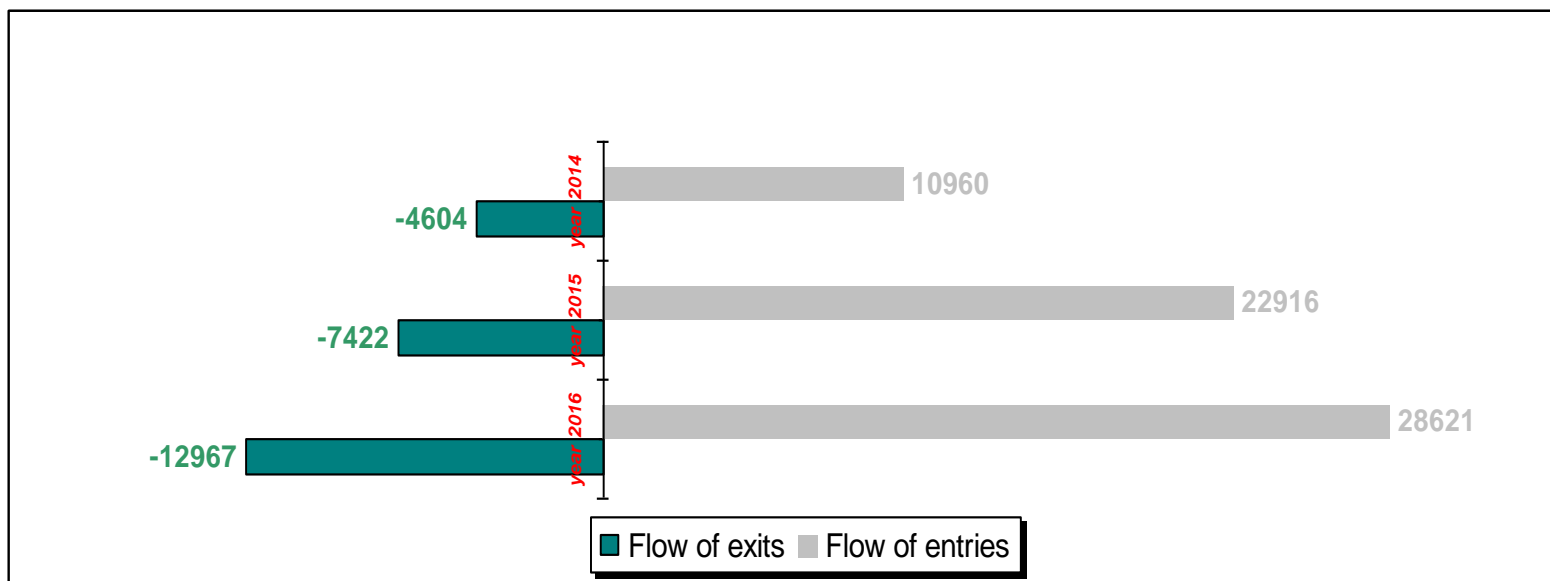 year 2014
10960
-4604
year 2015
22916
-7422
year 2016
28621
-12967
Flow of exits Flow of entries